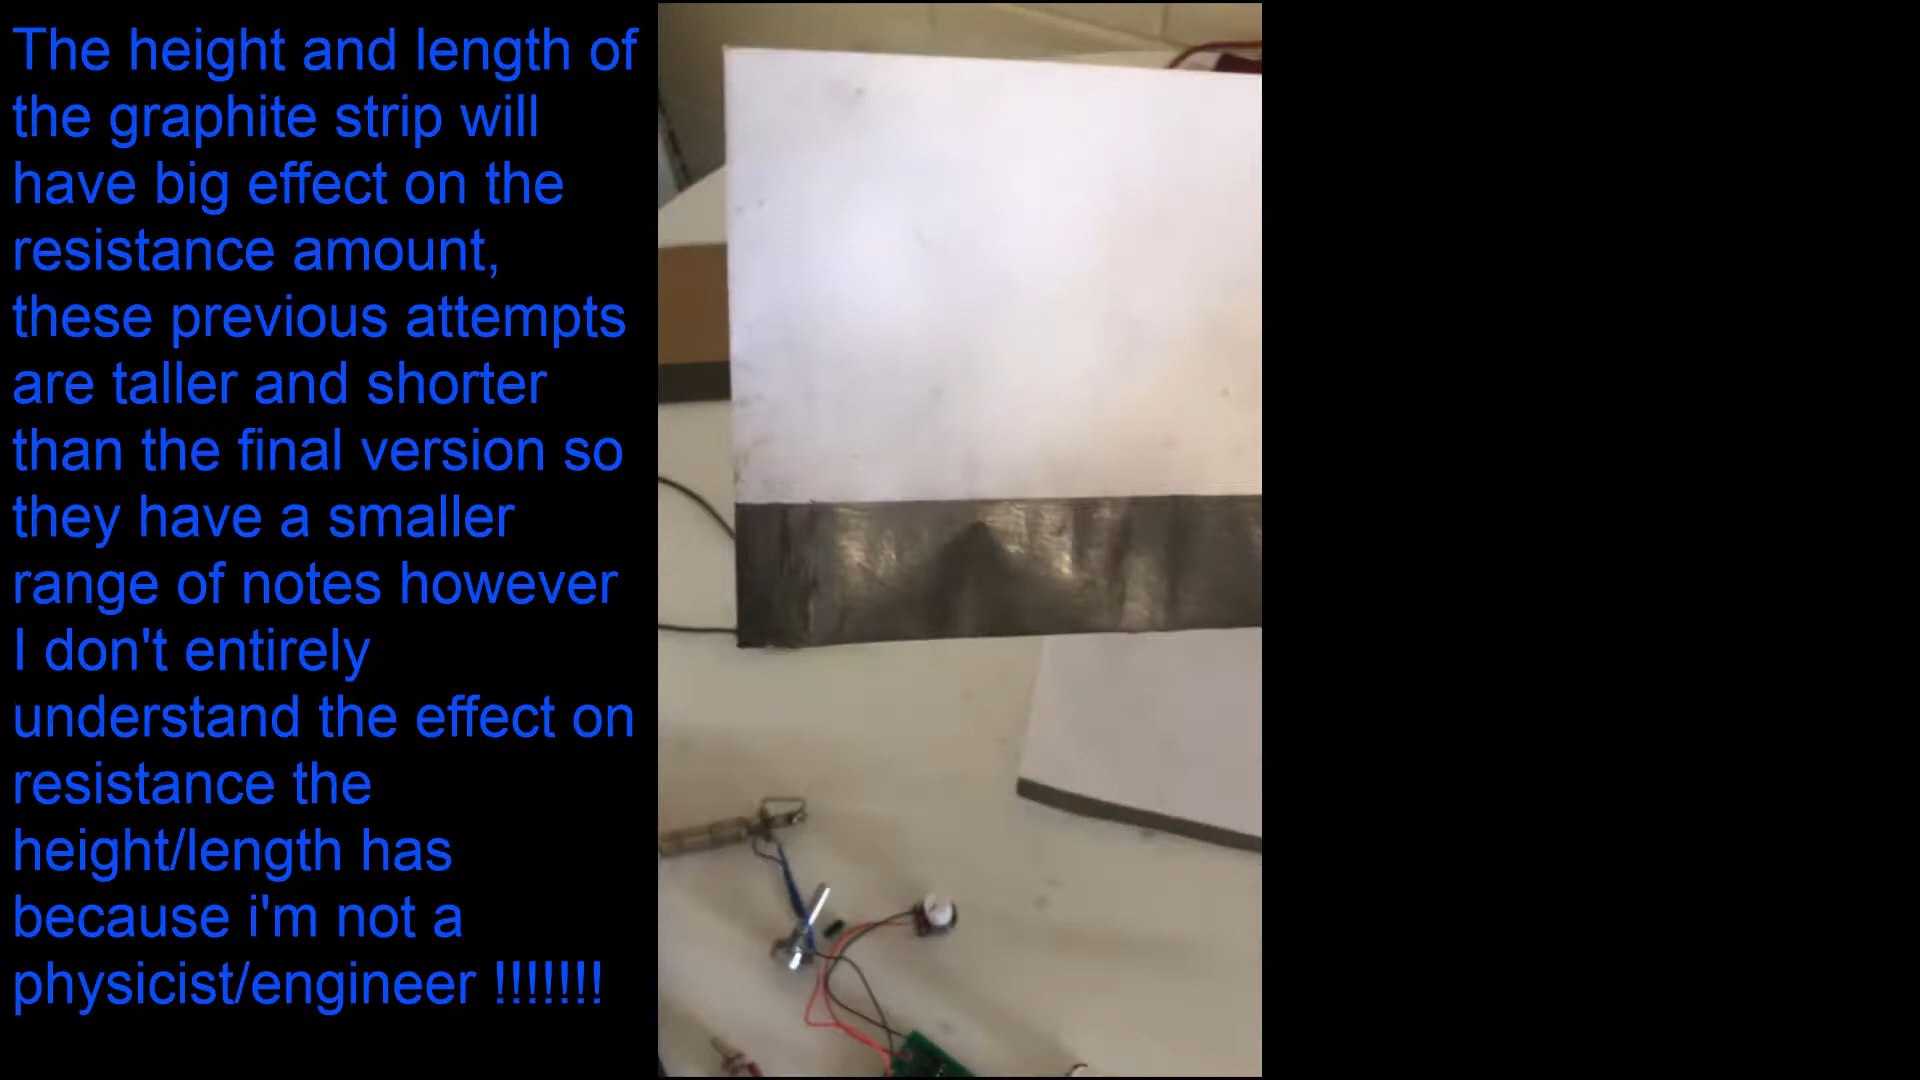 The height and length of
the graphite strip will
have big effect on the
resistance amount,
these previous attempts
are taller and shorter
than the final version so
they have a smaller
range of notes however
I don't entirely
understand the effect on
resistance the
height/length has
because i'm not a
physicist/engineer !!!!!!!